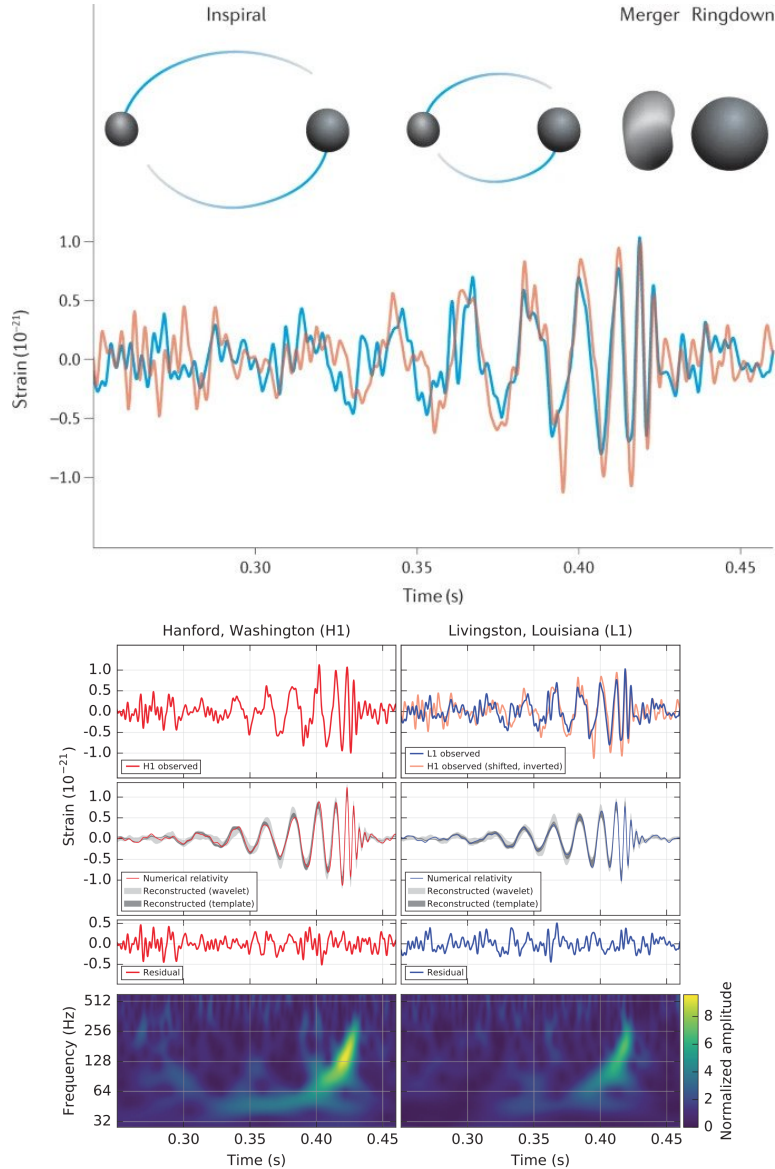 Inspiral
Merger Ringdown
1.0
0.5
0.0
−0.5
−1.0
Strain (10⁻²¹)
0.30 0.35 0.40 0.45
Time (s)
Hanford, Washington (H1) Livingston, Louisiana (L1)
1.0
0.5
0.0
-0.5
-1.0
H1 observed
L1 observed
H1 observed (shifted, inverted)
Strain (10⁻²¹)
1.0
0.5
0.0
-0.5
-1.0
Numerical relativity
Reconstructed (wavelet)
Reconstructed (template)
Numerical relativity
Reconstructed (wavelet)
Reconstructed (template)
0.5
0.0
-0.5
Residual
Residual
512
256
128
64
32
Frequency (Hz)
0.30 0.35 0.40 0.45
Time (s)
0.30 0.35 0.40 0.45
Time (s)
8
6
4
2
0
Normalized amplitude